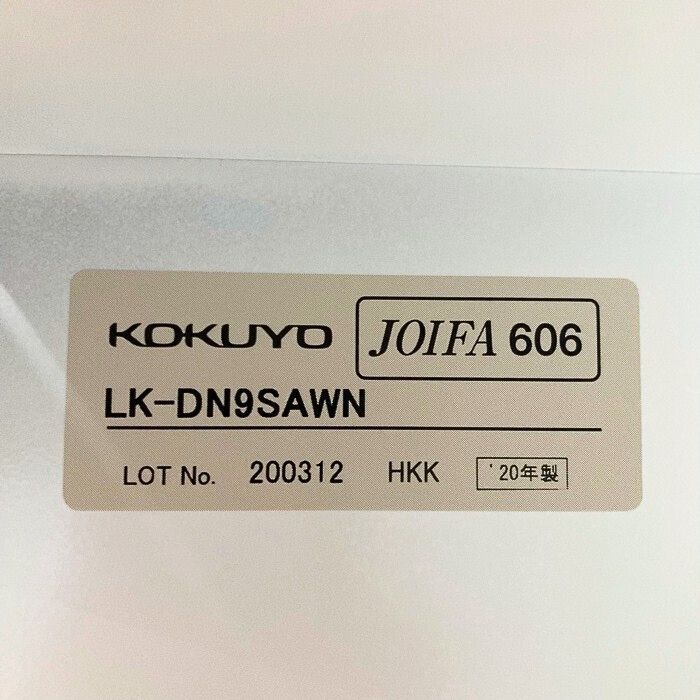 KOKUYO JOIFA 606
LK-DN9SAWN
LOT No. 200312 HKK '20年製